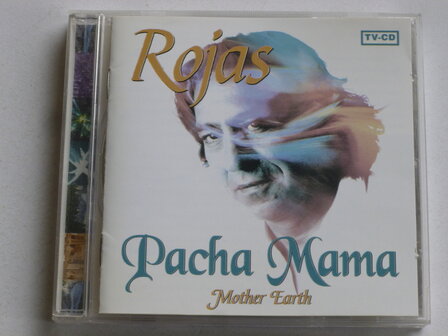 Rojas
TV-CD
Pacha Mama
Mother Earth